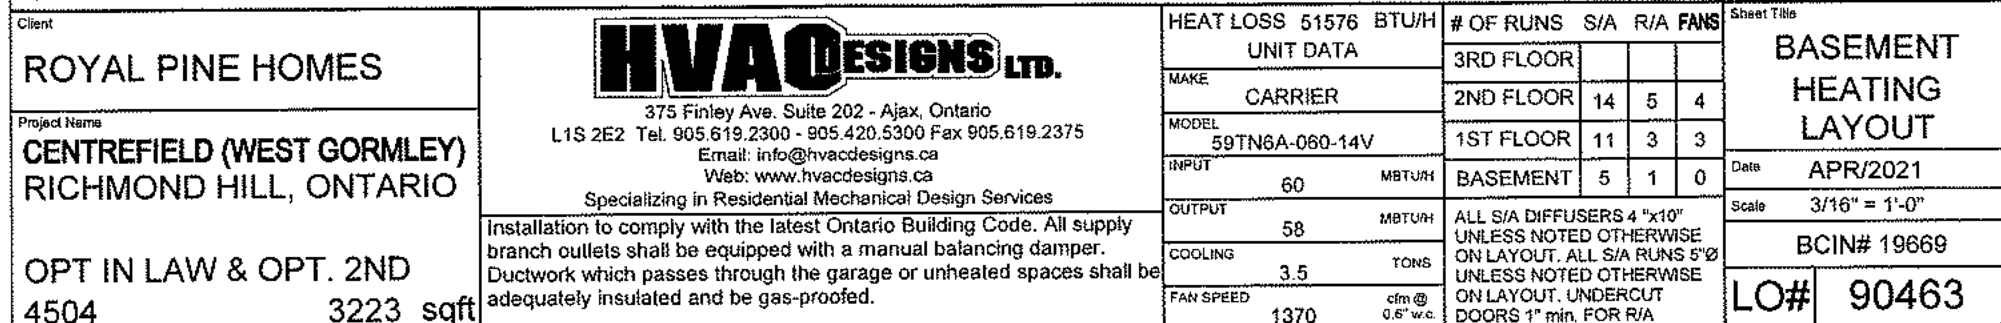 Client
ROYAL PINE HOMES
Project Name
CENTREFIELD (WEST GORMLEY)
RICHMOND HILL, ONTARIO
OPT IN LAW & OPT. 2ND
4504 3223 sqft
HVAC DESIGNS LTD.
375 Finley Ave. Suite 202 - Ajax, Ontario
L1S 2E2 Tel. 905.619.2300 - 905.420.5300 Fax 905.619.2375
Email: info@hvacdesigns.ca
Web: www.hvacdesigns.ca
Specializing in Residential Mechanical Design Services
Installation to comply with the latest Ontario Building Code. All supply
branch outlets shall be equipped with a manual balancing damper.
Ductwork which passes through the garage or unheated spaces shall be
adequately insulated and be gas-proofed.
HEAT LOSS 51576 BTU/H
UNIT DATA
MAKE
CARRIER
MODEL
59TN6A-060-14V
INPUT
60 MBTU/H
OUTPUT
58 MBTU/H
COOLING
3.5 TONS
FAN SPEED
1370 cfm @ 0.6" w.c.
# OF RUNS S/A R/A FANS
3RD FLOOR
2ND FLOOR 14 5 4
1ST FLOOR 11 3 3
BASEMENT 5 1 0
ALL S/A DIFFUSERS 4 "x10"
UNLESS NOTED OTHERWISE
ON LAYOUT. ALL S/A RUNS 5"Ø
UNLESS NOTED OTHERWISE
ON LAYOUT. UNDERCUT
DOORS 1" min. FOR R/A
Sheet Title
BASEMENT
HEATING
LAYOUT
Date APR/2021
Scale 3/16" = 1'-0"
BCIN# 19669
LO# 90463